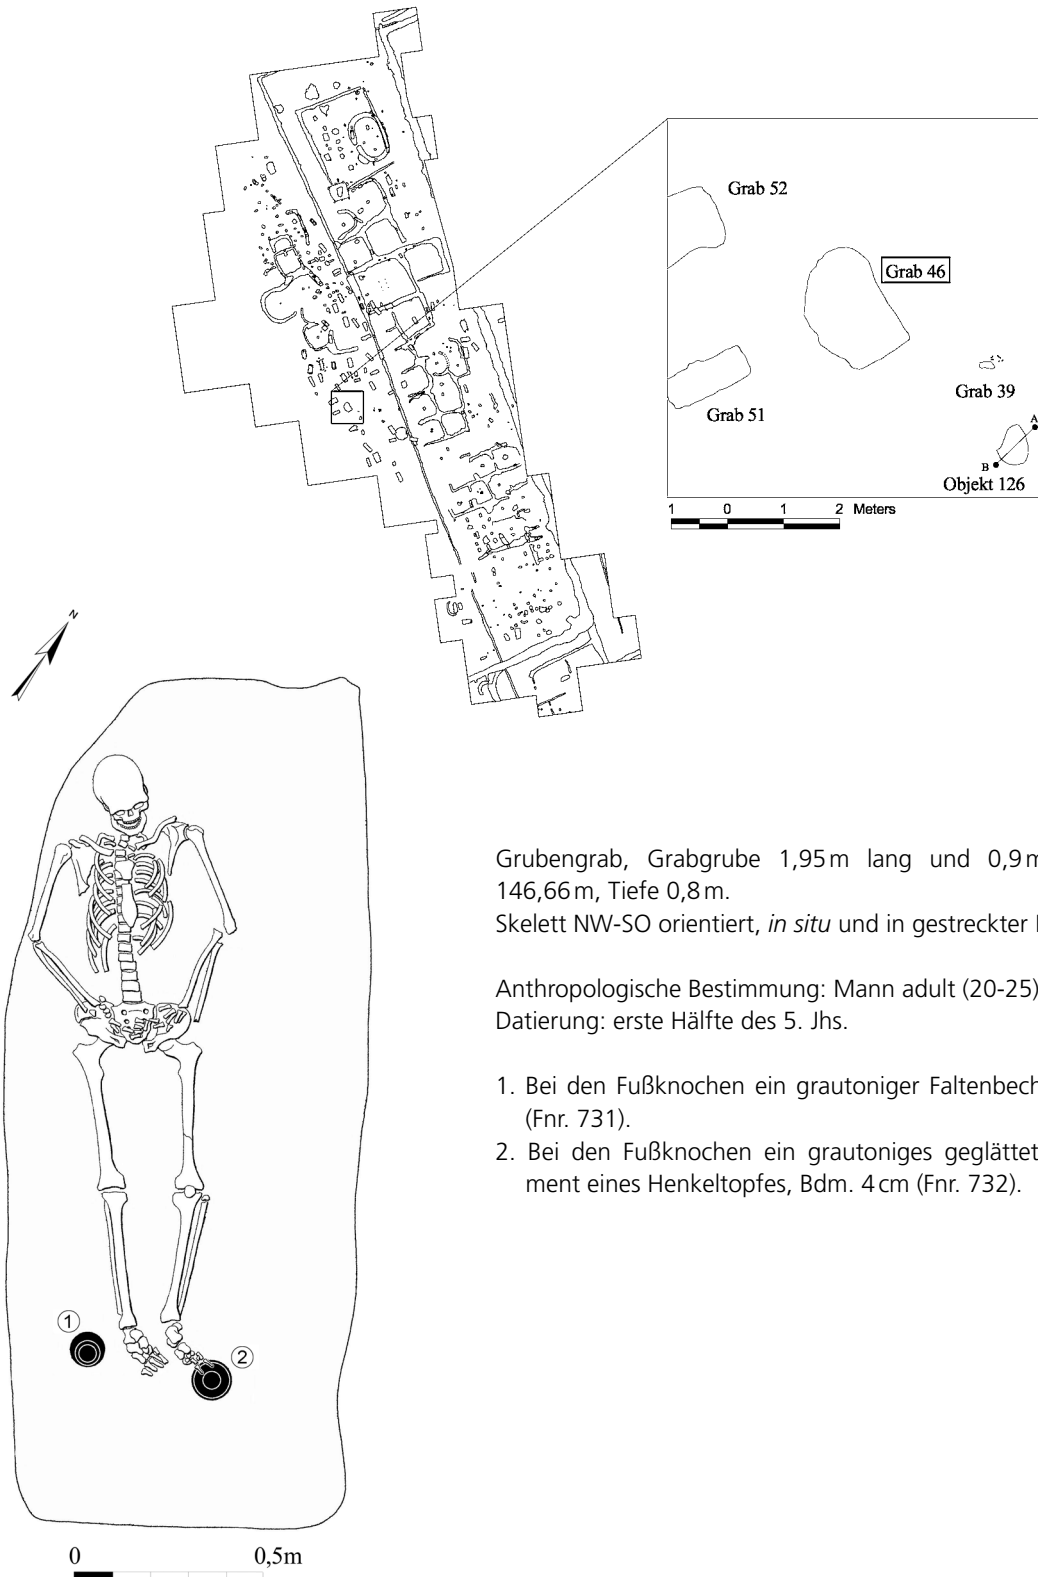 Grab 52
Grab 46
Grab 39
Grab 51
A
B
Objekt 126
1 0 1 2 Meters
N
Grubengrab, Grabgrube 1,95 m lang und 0,9 m
146,66 m, Tiefe 0,8 m.
Skelett NW-SO orientiert, in situ und in gestreckter
Anthropologische Bestimmung: Mann adult (20-25)
Datierung: erste Hälfte des 5. Jhs.
1. Bei den Fußknochen ein grautoniger Faltenbech
(Fnr. 731).
2. Bei den Fußknochen ein grautoniges geglättet
ment eines Henkeltopfes, Bdm. 4 cm (Fnr. 732).
1
2
0 0,5m